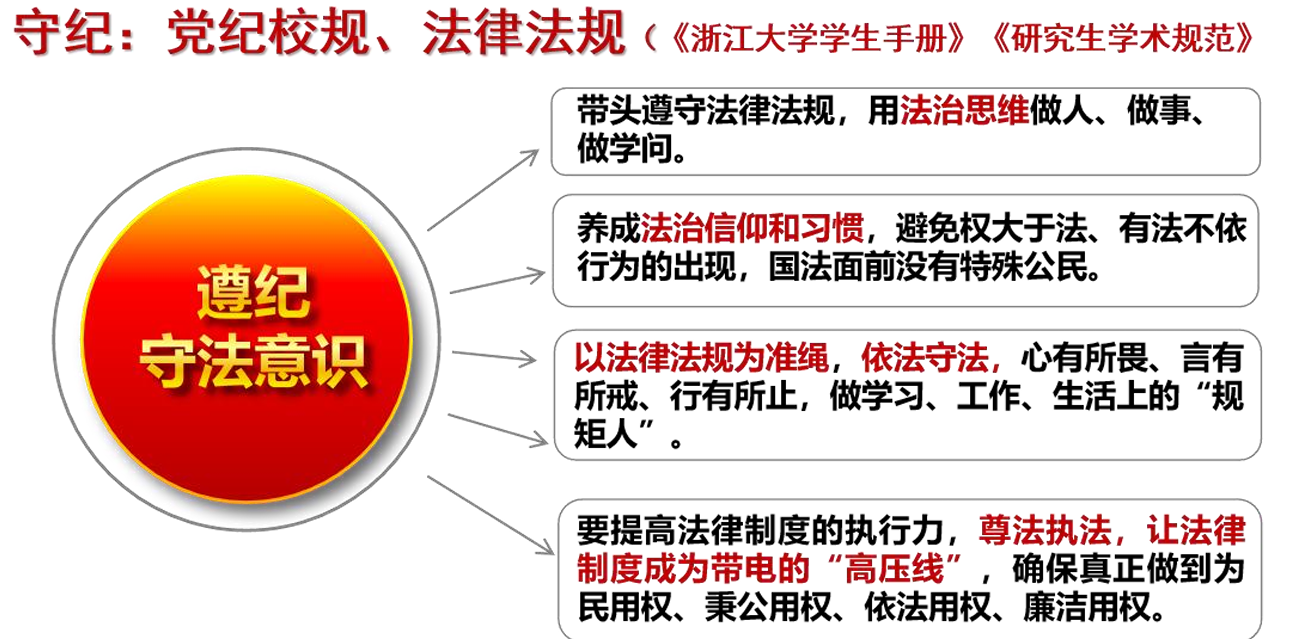 守纪：党纪校规、法律法规（《浙江大学学生手册》《研究生学术规范》
带头遵守法律法规，用法治思维做人、做事、
做学问。
养成法治信仰和习惯，避免权大于法、有法不依
行为的出现，国法面前没有特殊公民。
遵纪
守法意识
以法律法规为准绳，依法守法，心有所畏、言有
所戒、行有所止，做学习、工作、生活上的“规
矩人”。
要提高法律制度的执行力，尊法执法，让法律
制度成为带电的“高压线”，确保真正做到为
民用权、秉公用权、依法用权、廉洁用权。